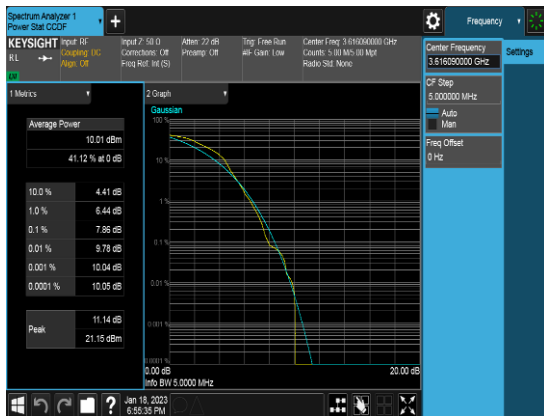 Spectrum Analyzer 1
Power Stat CCDF
+
Frequency
KEYSIGHT
RL
Input: RF
Coupling: DC
Align: Off
Input Z: 50 Ω
Corrections: Off
Freq Ref: Int (S)
Atten: 22 dB
Preamp: Off
Trig: Free Run
#IF Gain: Low
Center Freq: 3.616090000 GHz
Counts: 5.00 M/5.00 Mpt
Radio Std: None
Center Frequency
3.616090000 GHz
Settings
CF Step
5.000000 MHz
Auto
Man
Freq Offset
0 Hz
1 Metrics
Average Power
10.01 dBm
41.12 % at 0 dB
10.0 % 4.41 dB
1.0 % 6.44 dB
0.1 % 7.86 dB
0.01 % 9.78 dB
0.001 % 10.04 dB
0.0001 % 10.05 dB
Peak
11.14 dB
21.15 dBm
2 Graph
Gaussian
100 %
10 %
1 %
0.1 %
0.01 %
0.001 %
0.0001 %
0.00 dB
20.00 dB
Info BW 5.0000 MHz
?
Jan 18, 2023
6:55:35 PM